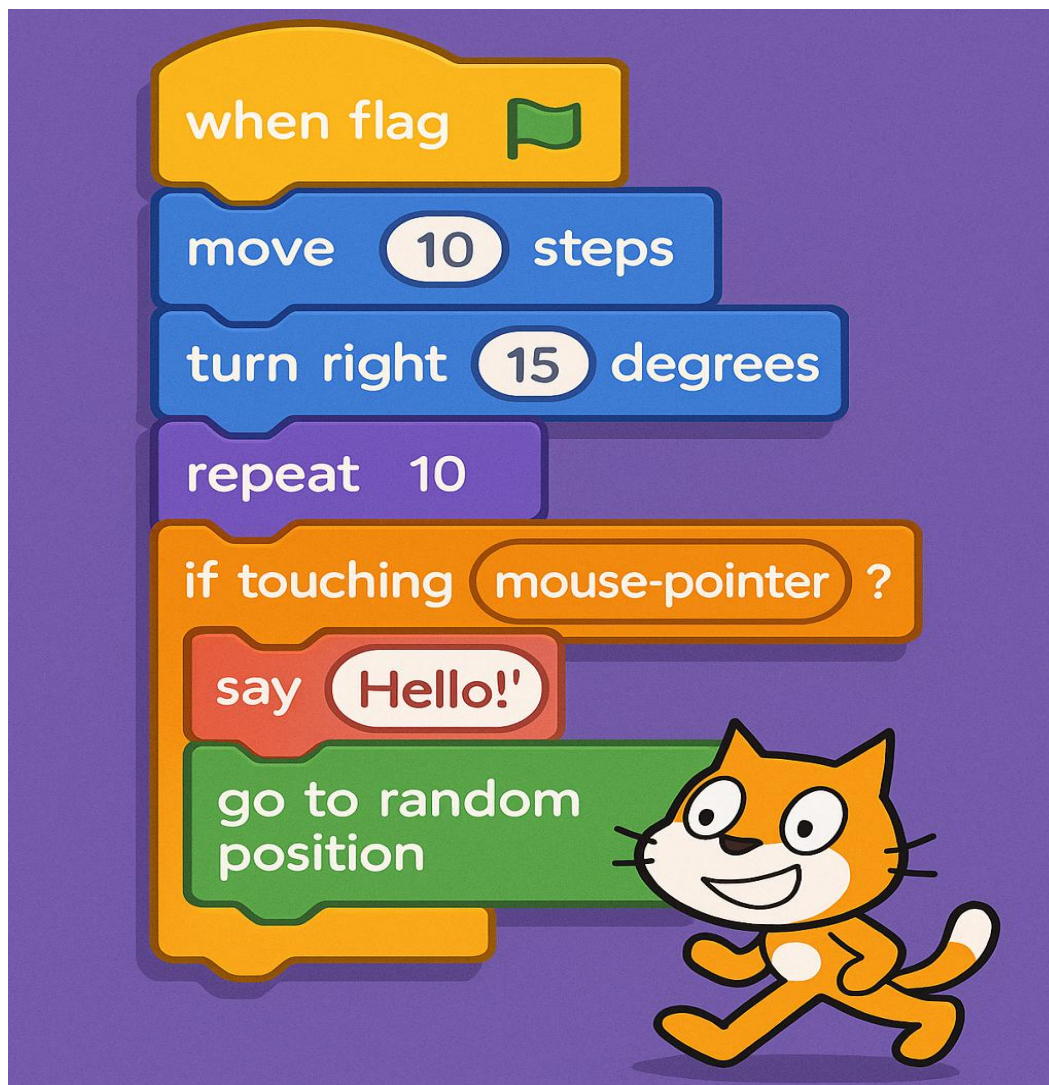 when flag
move 10 steps
turn right 15 degrees
repeat 10
if touching mouse-pointer ?
say Hello!'
go to random
position